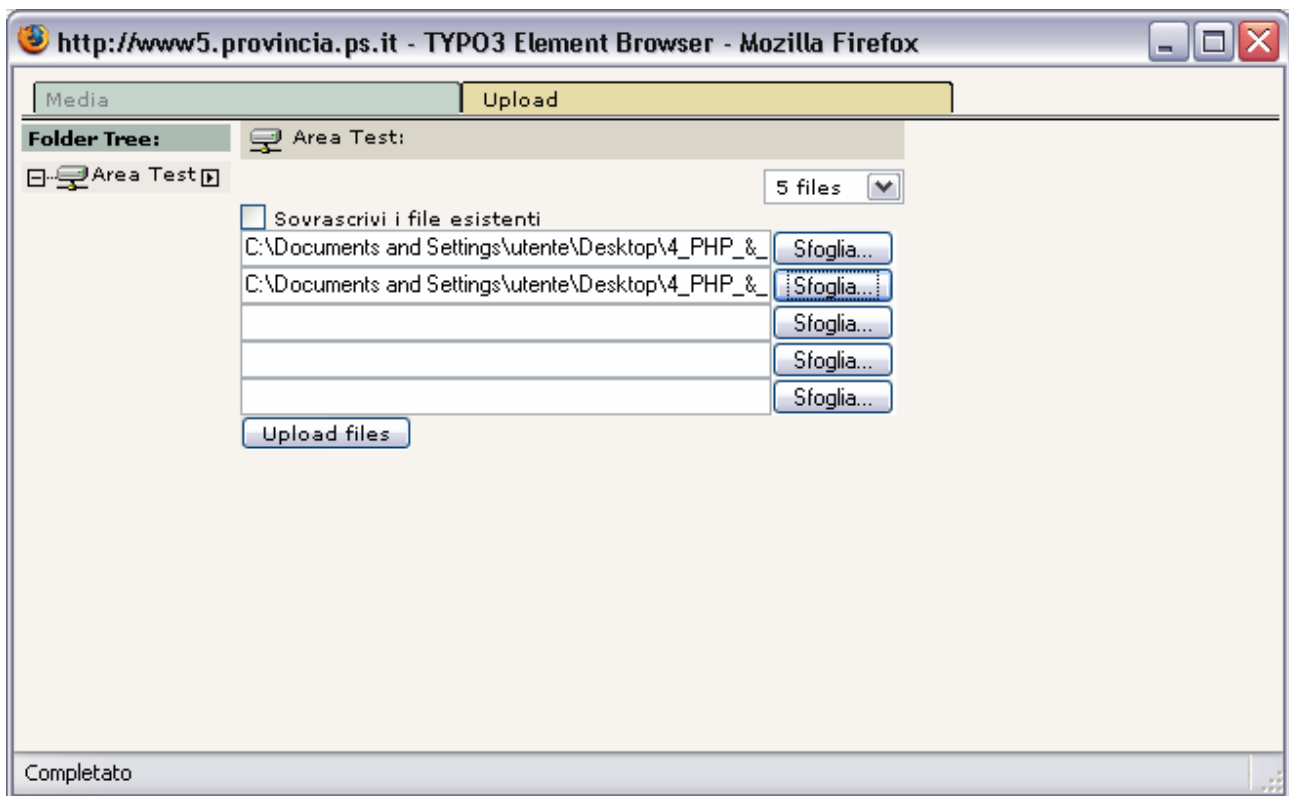 http://www5.provincia.ps.it - TYPO3 Element Browser - Mozilla Firefox
Media
Upload
Folder Tree:
Area Test:
Area Test
5 files
Sovrascrivi i file esistenti
C:\Documents and Settings\utente\Desktop\4_PHP_&_ Sfoglia...
C:\Documents and Settings\utente\Desktop\4_PHP_&_ Sfoglia...
Sfoglia...
Sfoglia...
Sfoglia...
Upload files
Completato